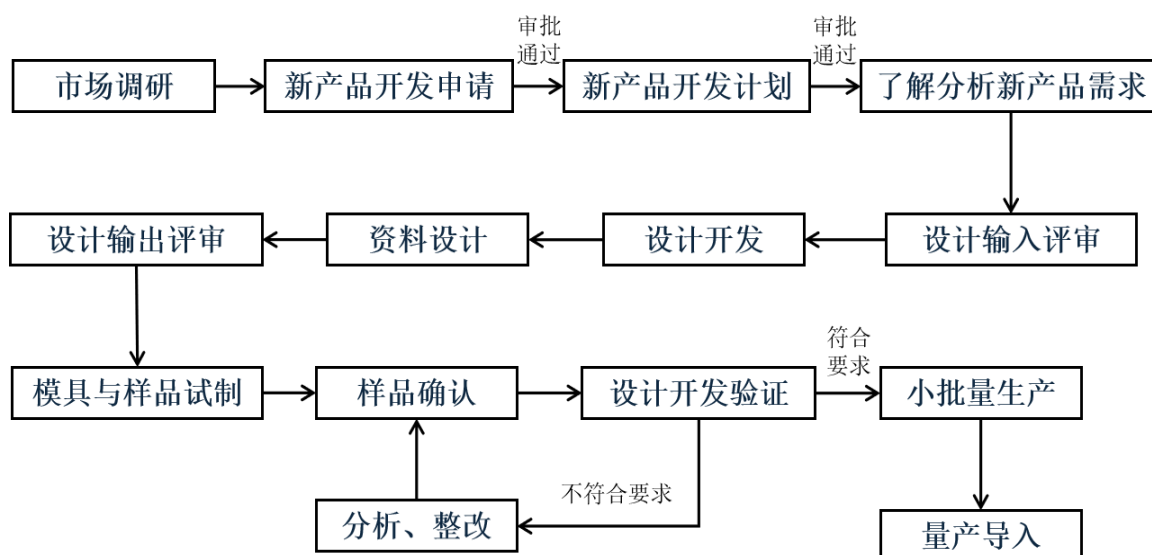 市场调研
新产品开发申请
审批
通过
新产品开发计划
审批
通过
了解分析新产品需求
设计输入评审
设计开发
资料设计
设计输出评审
模具与样品试制
样品确认
设计开发验证
符合
要求
小批量生产
不符合要求
分析、整改
量产导入